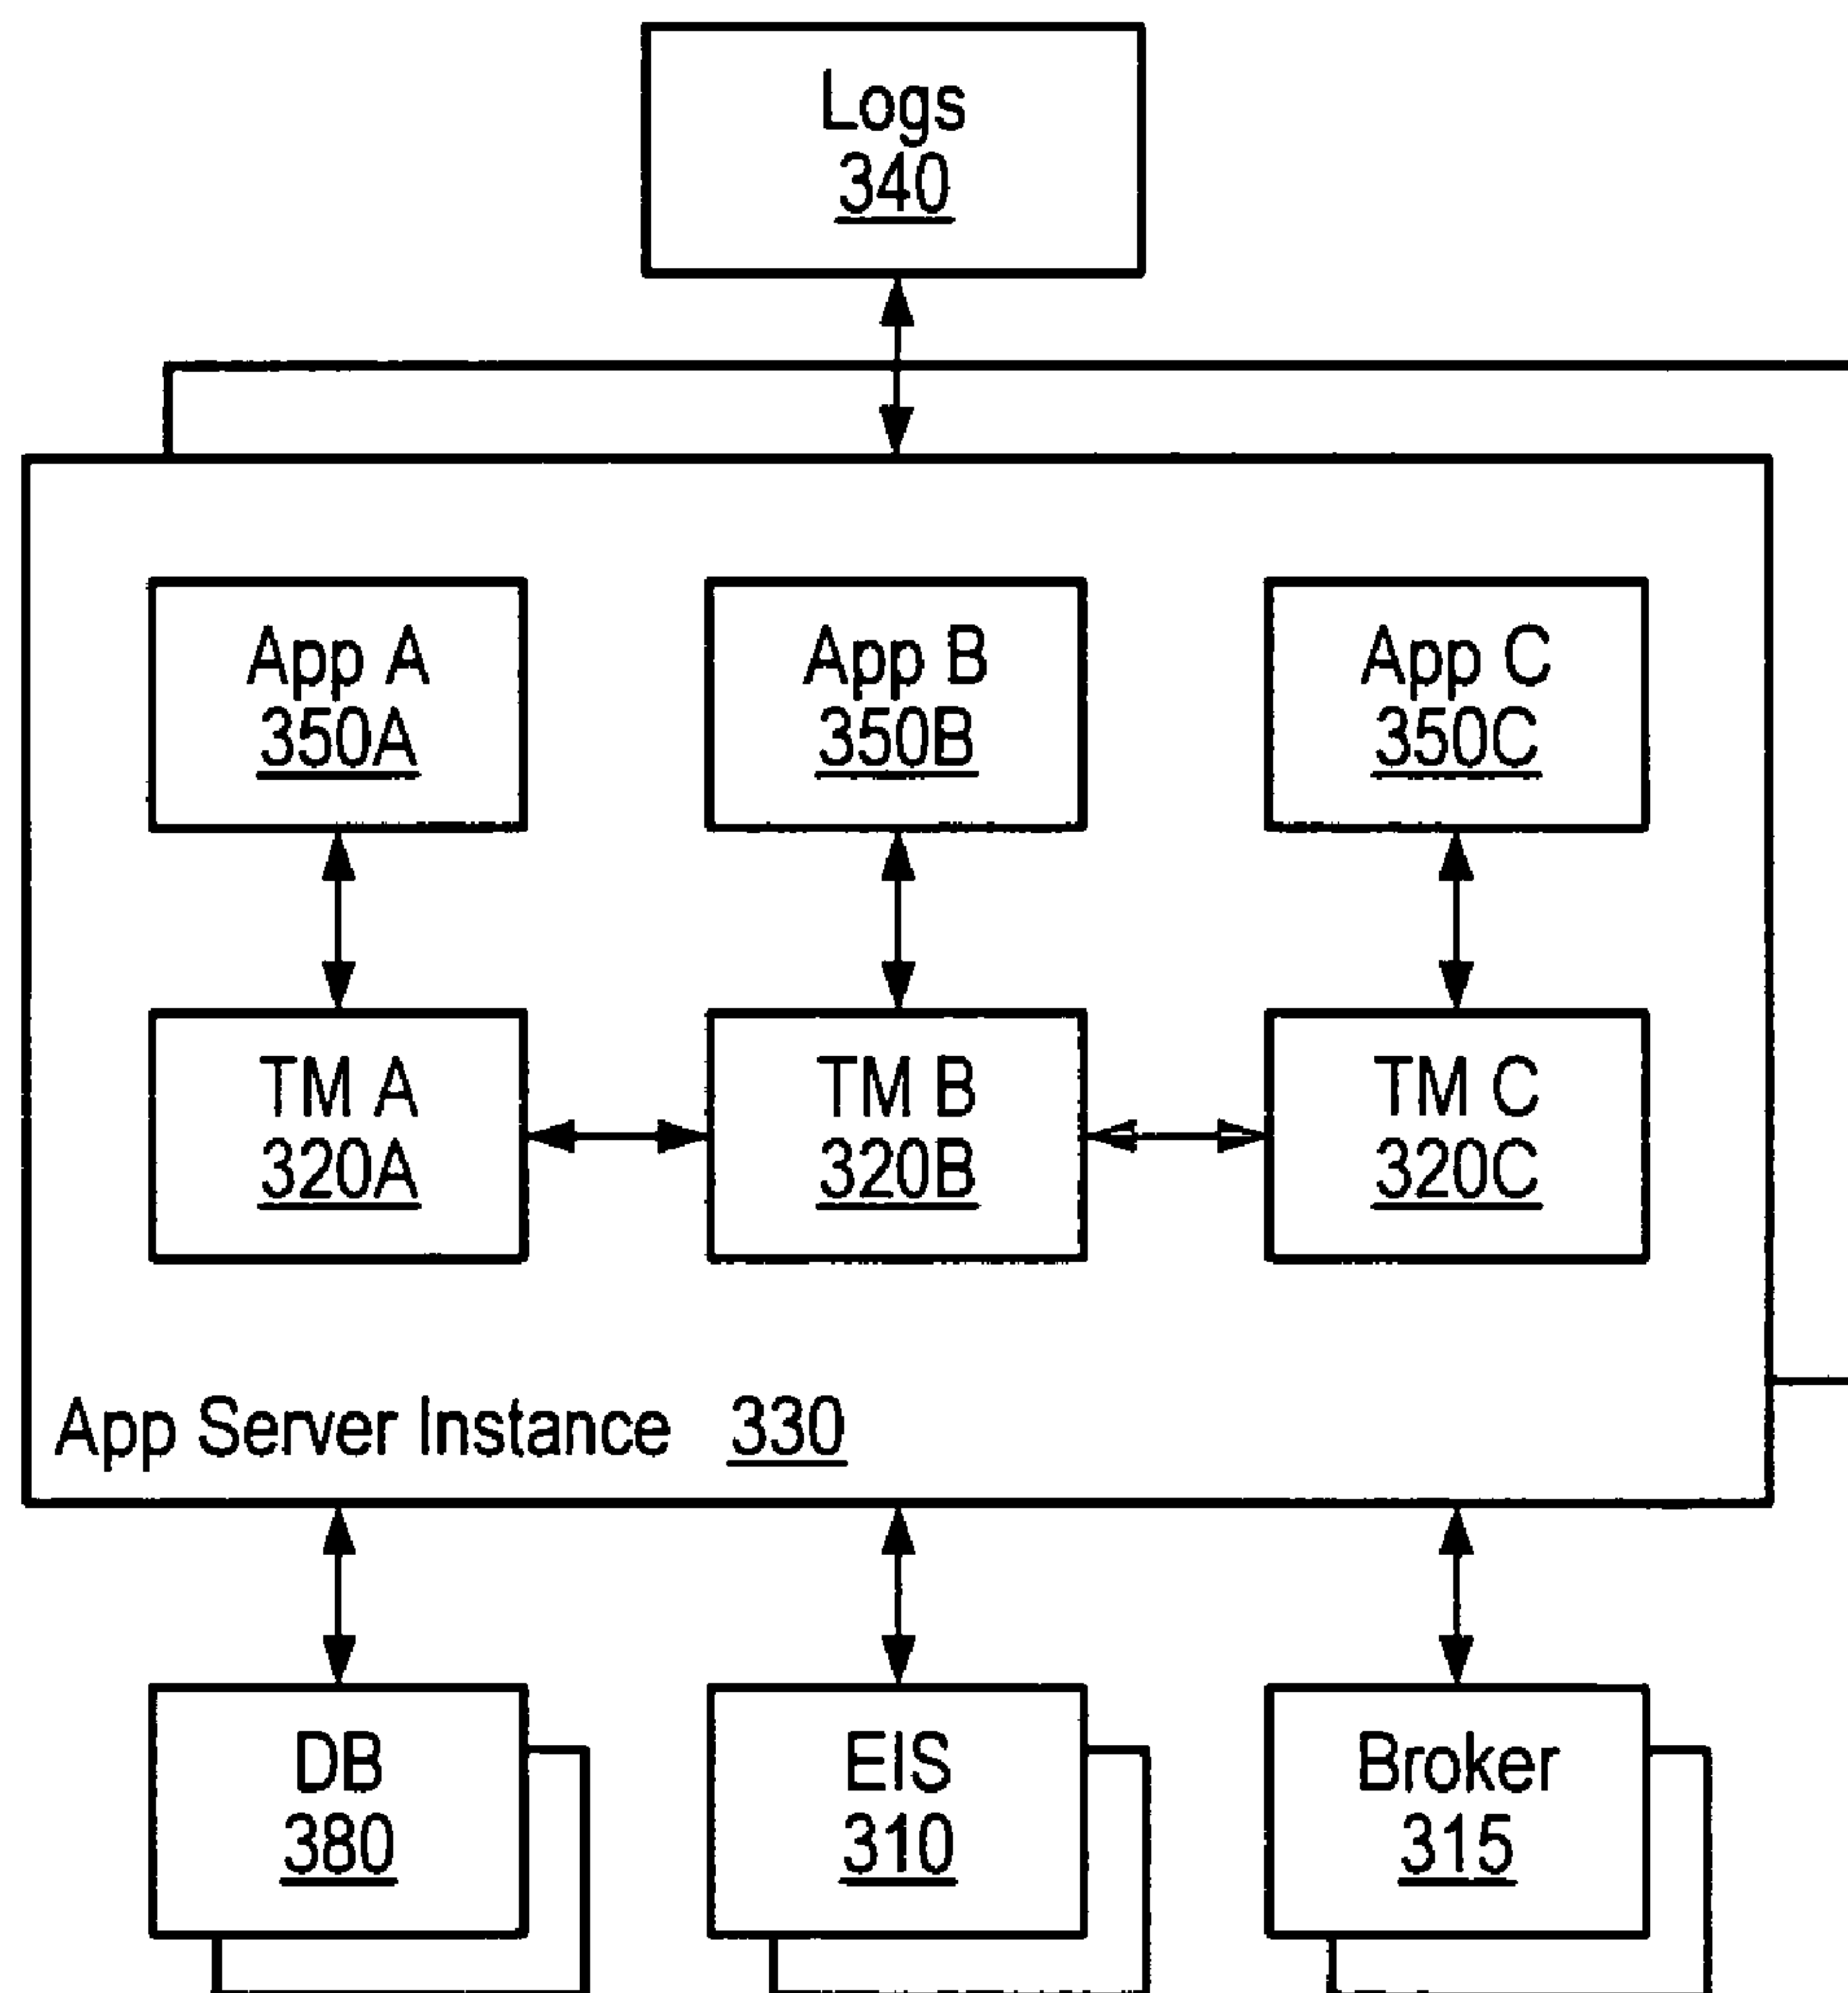 Logs
340
App A
350A
App B
350B
App C
350C
TM A
320A
TM B
320B
TM C
320C
App Server Instance 330
DB
380
EIS
310
Broker
315